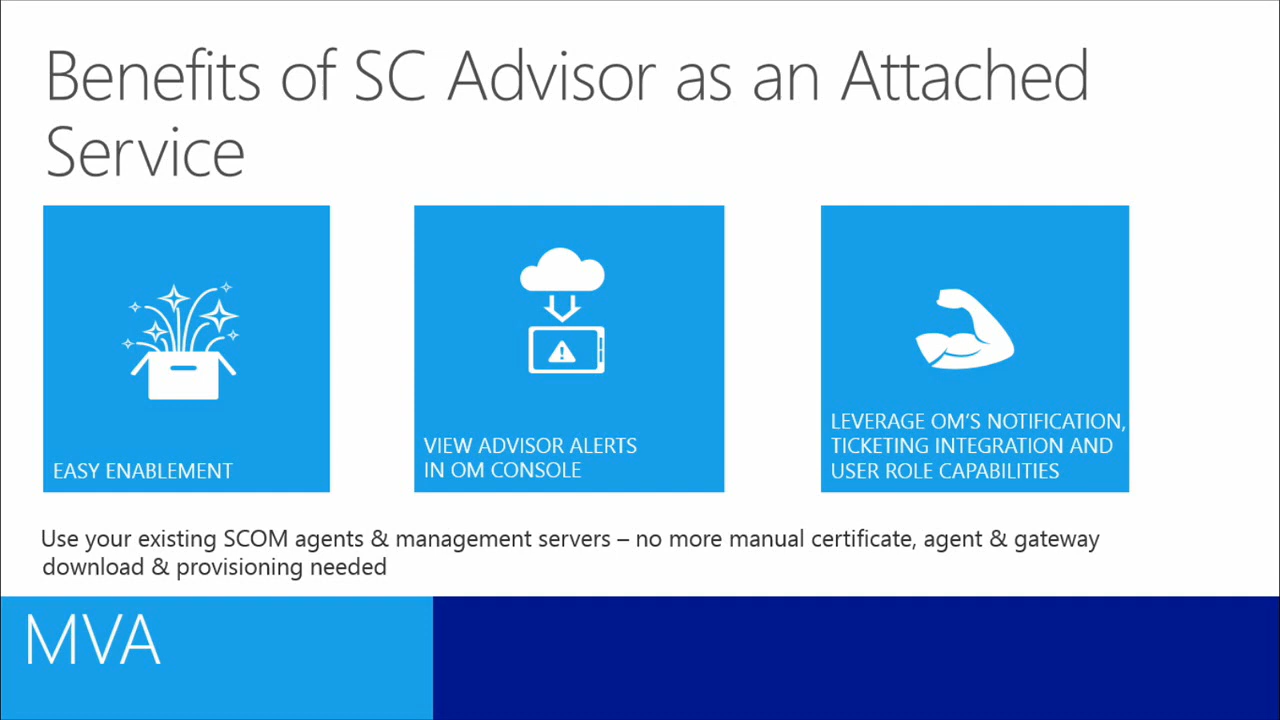 Benefits of SC Advisor as an Attached
Service
EASY ENABLEMENT
VIEW ADVISOR ALERTS
IN OM CONSOLE
LEVERAGE OM'S NOTIFICATION,
TICKETING INTEGRATION AND
USER ROLE CAPABILITIES
Use your existing SCOM agents & management servers – no more manual certificate, agent & gateway
download & provisioning needed
MVA